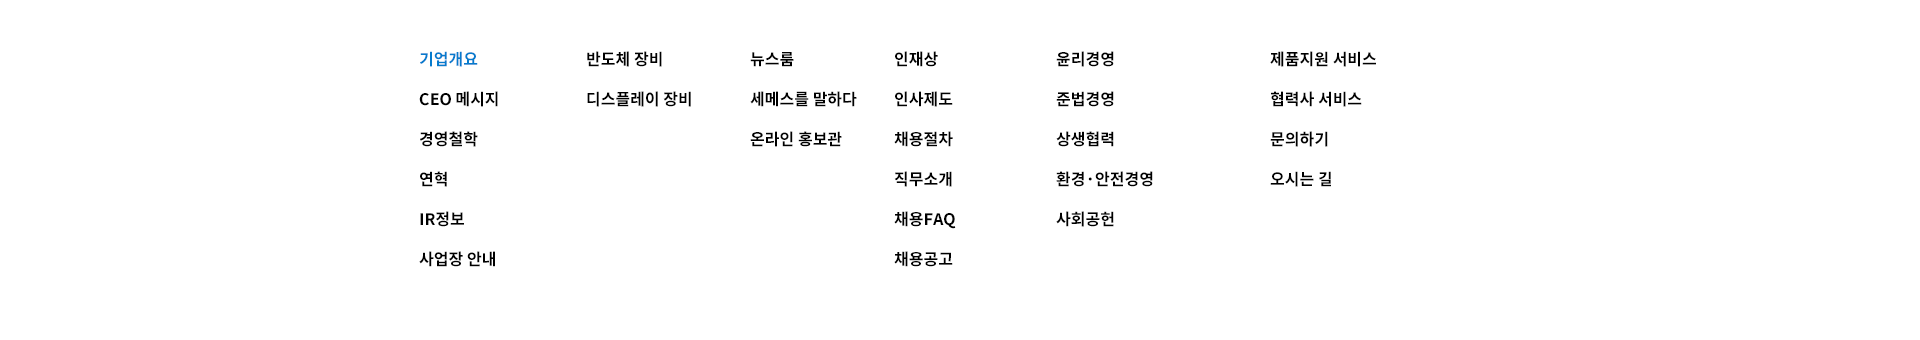 기업개요
CEO 메시지
경영철학
연혁
IR정보
사업장 안내
반도체 장비
디스플레이 장비
뉴스룸
세메스를 말하다
온라인 홍보관
인재상
인사제도
채용절차
직무소개
채용FAQ
채용공고
윤리경영
준법경영
상생협력
환경·안전경영
사회공헌
제품지원 서비스
협력사 서비스
문의하기
오시는 길